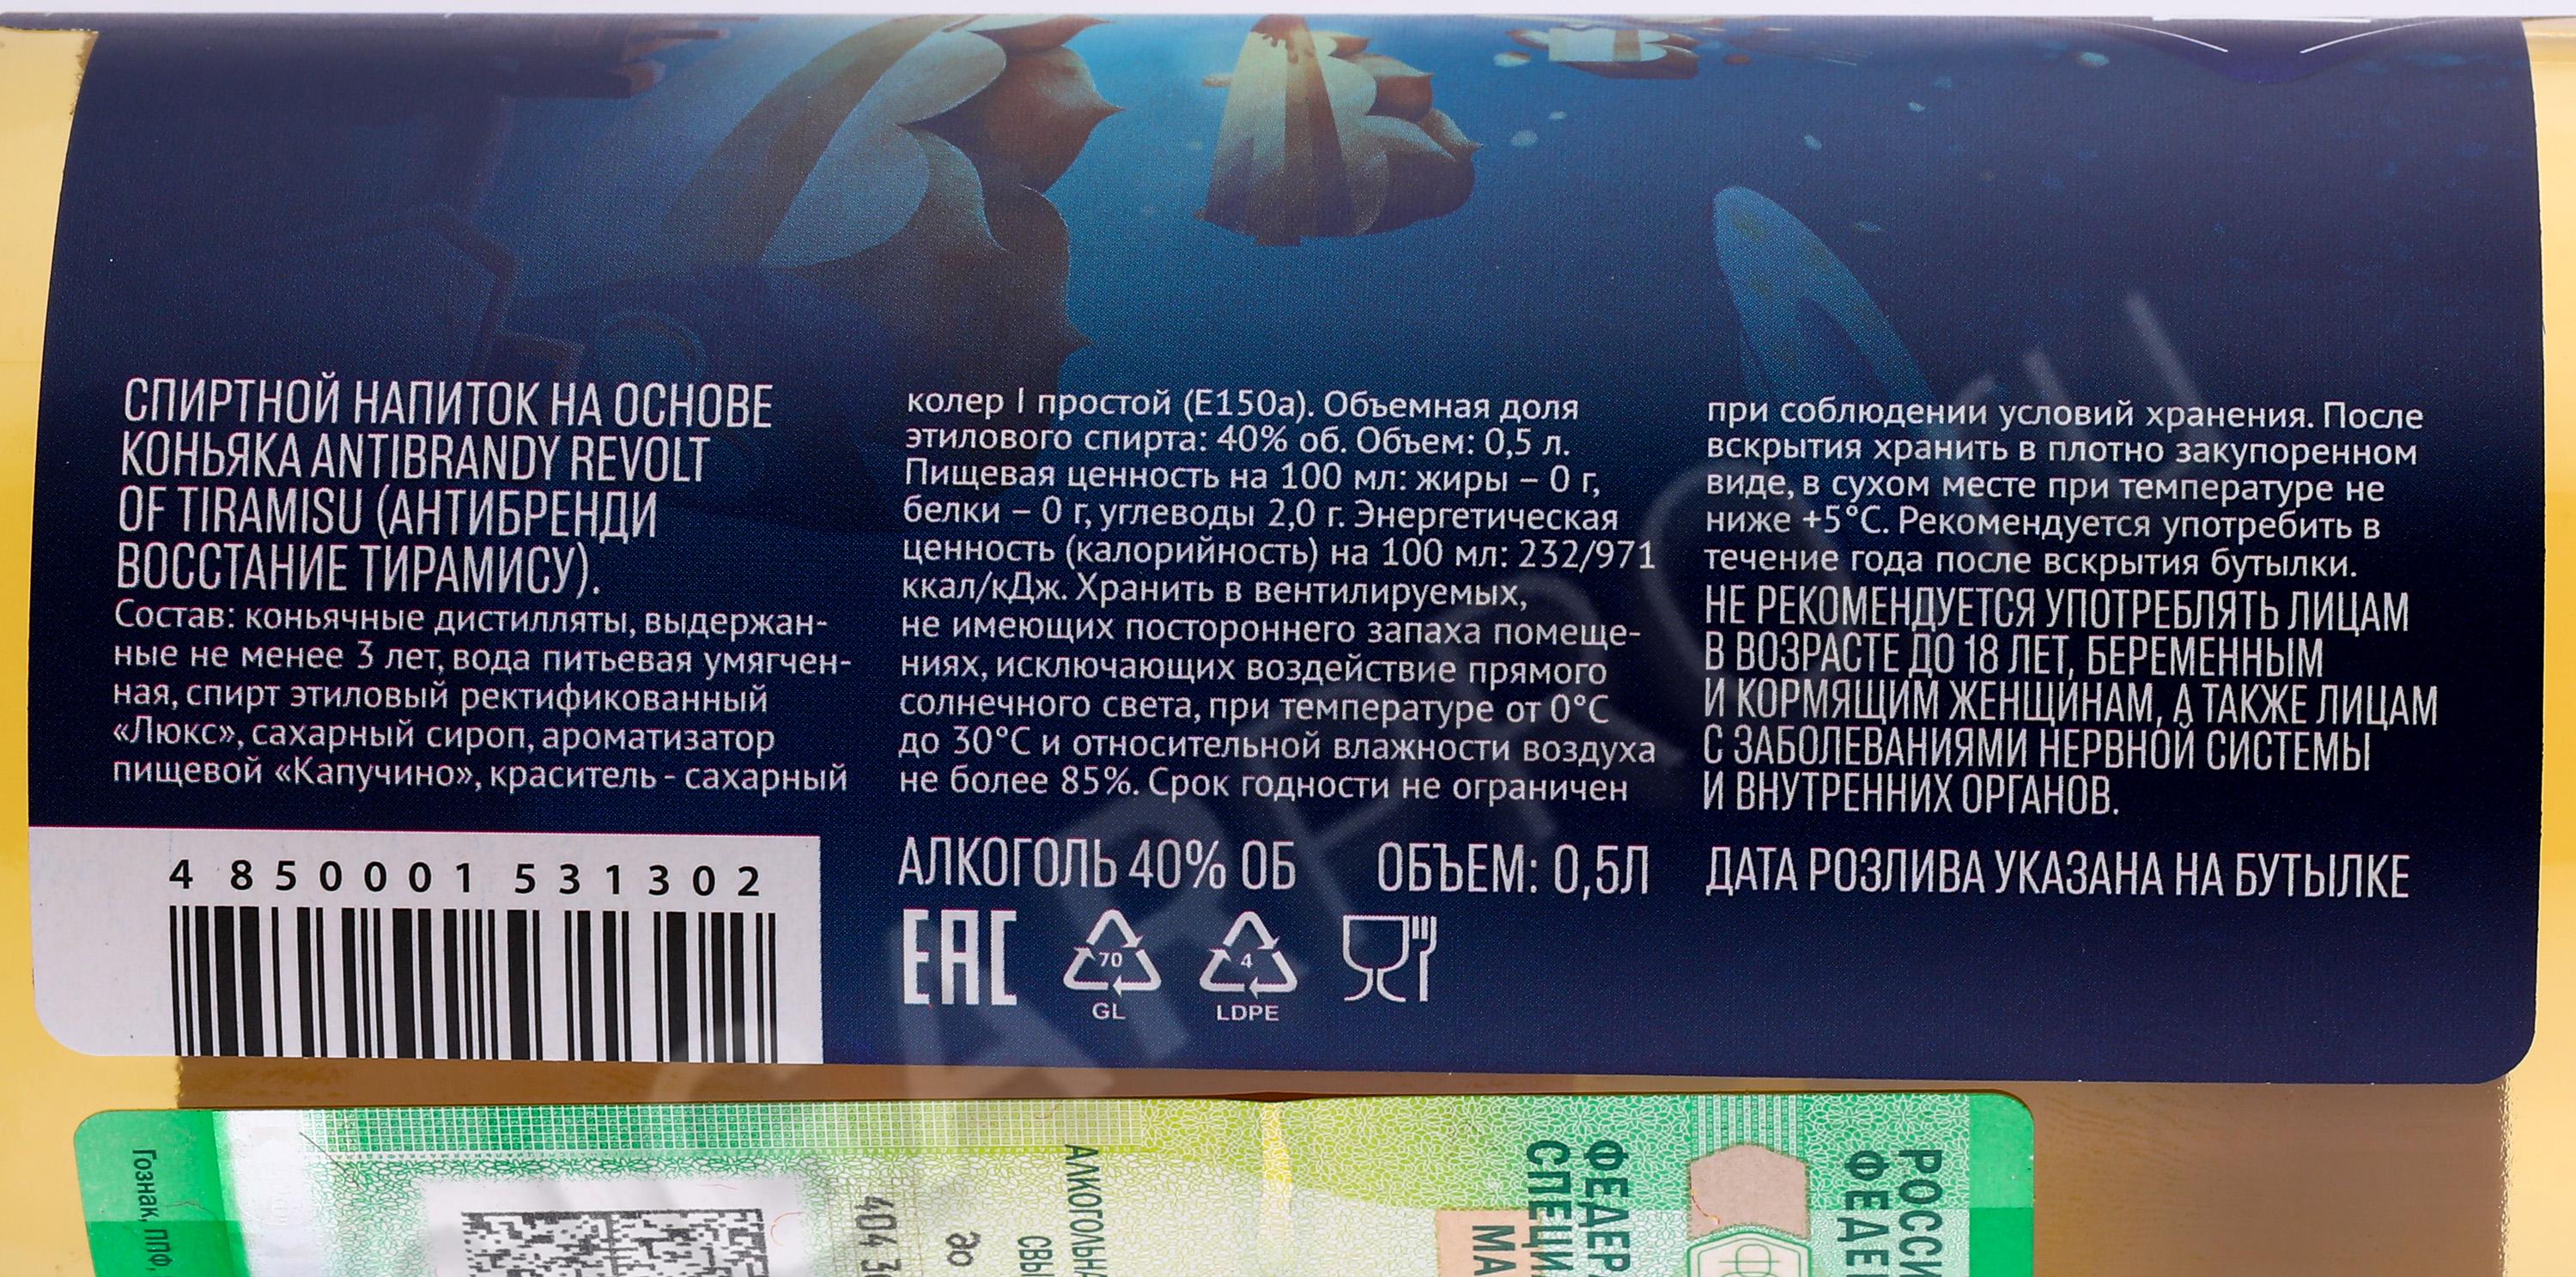 СПИРТНОЙ НАПИТОК НА ОСНОВЕ
КОНЬЯКА ANTIBRANDY REVOLT
OF TIRAMISU (АНТИБРЕНДИ
ВОССТАНИЕ ТИРАМИСУ).
Состав: коньячные дистилляты, выдержан-
ные не менее 3 лет, вода питьевая умягчен-
ная, спирт этиловый ректификованный
«Люкс», сахарный сироп, ароматизатор
пищевой «Капучино», краситель - сахарный
4 850001 531302
колер I простой (Е150а). Объемная доля
этилового спирта: 40% об. Объем: 0,5 л.
Пищевая ценность на 100 мл: жиры – 0 г,
белки – 0 г, углеводы 2,0 г. Энергетическая
ценность (калорийность) на 100 мл: 232/971
ккал/кДж. Хранить в вентилируемых,
не имеющих постороннего запаха помеще-
ниях, исключающих воздействие прямого
солнечного света, при температуре от 0°С
до 30°С и относительной влажности воздуха
не более 85%. Срок годности не ограничен
АЛКОГОЛЬ 40% ОБ ОБЪЕМ: 0,5Л
EAC
70
GL
4
LDPE
при соблюдении условий хранения. После
вскрытия хранить в плотно закупоренном
виде, в сухом месте при температуре не
ниже +5°С. Рекомендуется употребить в
течение года после вскрытия бутылки.
НЕ РЕКОМЕНДУЕТСЯ УПОТРЕБЛЯТЬ ЛИЦАМ
В ВОЗРАСТЕ ДО 18 ЛЕТ, БЕРЕМЕННЫМ
И КОРМЯЩИМ ЖЕНЩИНАМ, А ТАКЖЕ ЛИЦАМ
С ЗАБОЛЕВАНИЯМИ НЕРВНОЙ СИСТЕМЫ
И ВНУТРЕННИХ ОРГАНОВ.
ДАТА РОЗЛИВА УКАЗАНА НА БУТЫЛКЕ
Гознак, ППФ,
404